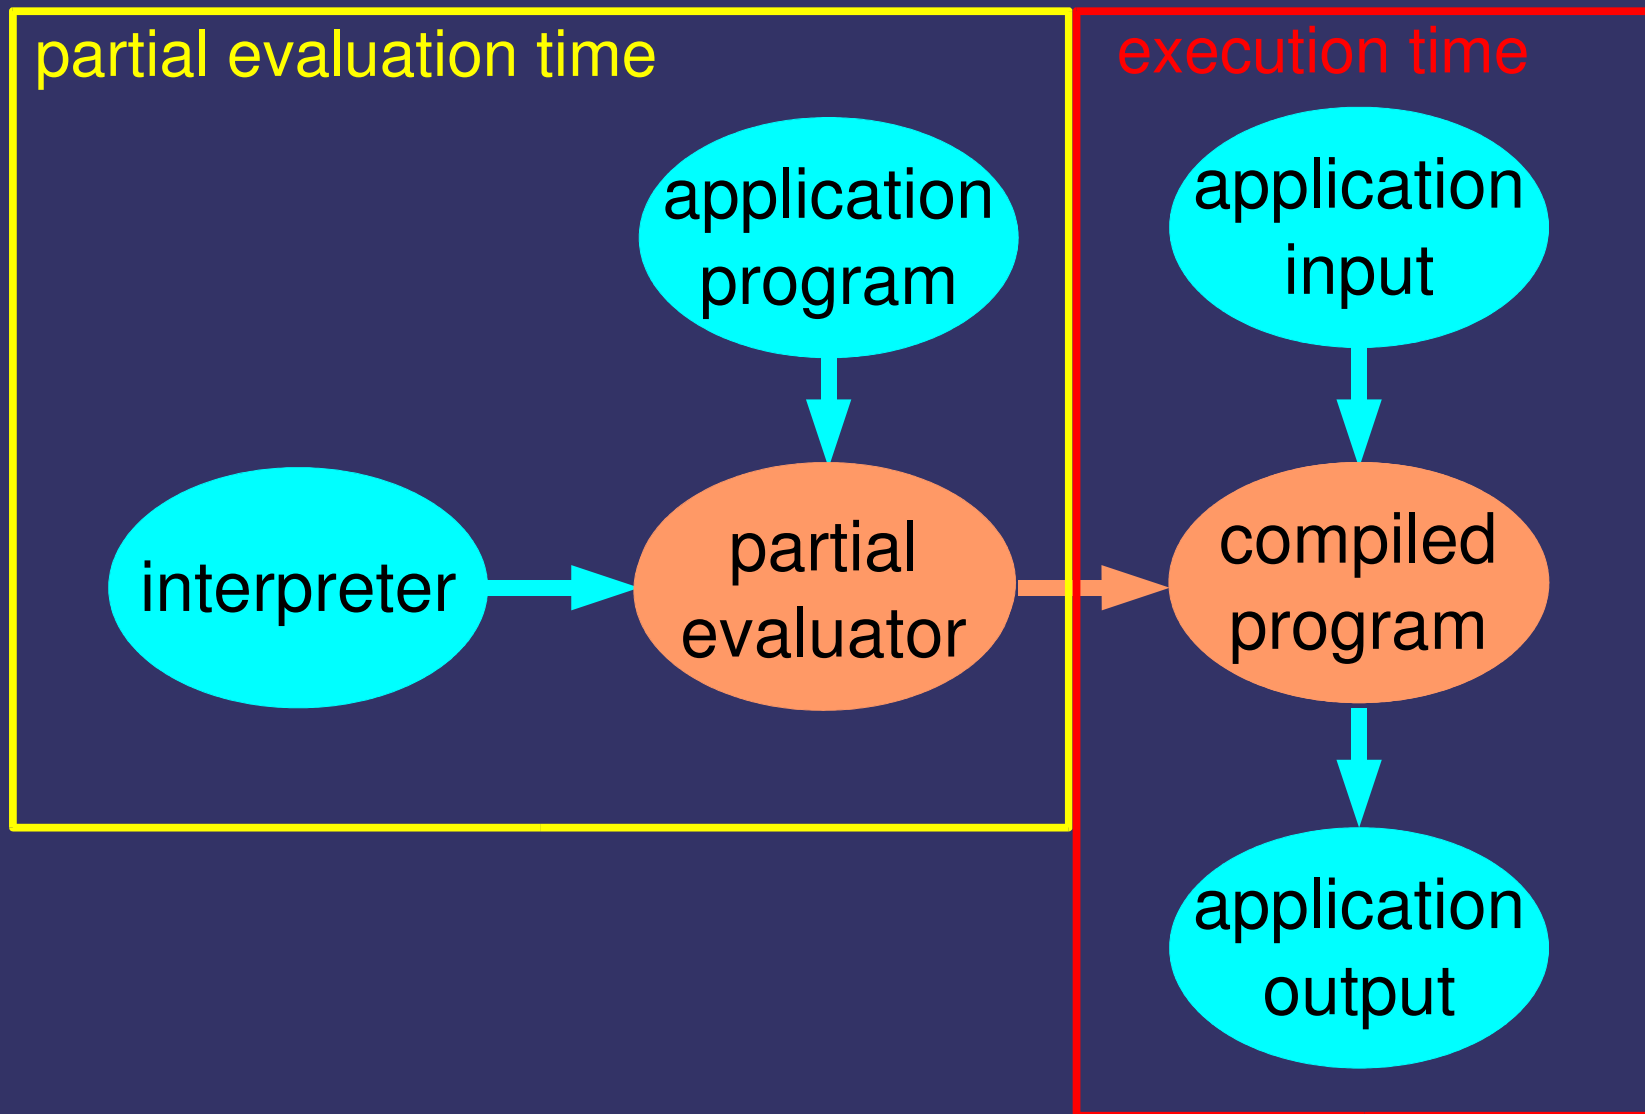 partial evaluation time
execution time
application
program
application
input
interpreter
partial
evaluator
compiled
program
application
output